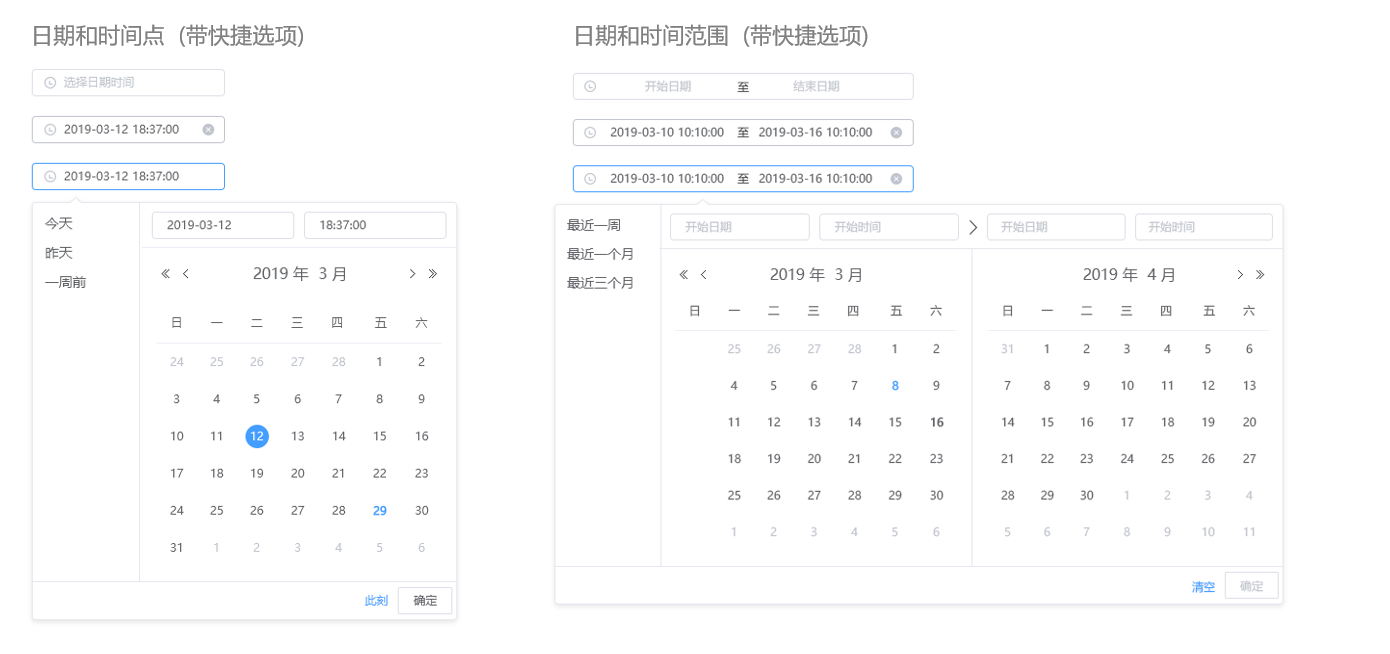 日期和时间点 (带快捷选项)
选择日期时间
2019-03-12 18:37:00
2019-03-12 18:37:00
今天
昨天
一周前
2019-03-12 18:37:00
2019 年 3 月
日 一 二 三 四 五 六
24 25 26 27 28 1 2
3 4 5 6 7 8 9
10 11 12 13 14 15 16
17 18 19 20 21 22 23
24 25 26 27 28 29 30
31 1 2 3 4 5 6
此刻 确定
日期和时间范围 (带快捷选项)
开始日期 至 结束日期
2019-03-10 10:10:00 至 2019-03-16 10:10:00
2019-03-10 10:10:00 至 2019-03-16 10:10:00
最近一周
最近一个月
最近三个月
开始日期 开始时间 开始日期 开始时间
2019 年 3 月
日 一 二 三 四 五 六
25 26 27 28 1 2
4 5 6 7 8 9
11 12 13 14 15 16
18 19 20 21 22 23
25 26 27 28 29 30
1 2 3 4 5 6
2019 年 4 月
日 一 二 三 四 五 六
31 1 2 3 4 5 6
7 8 9 10 11 12 13
14 15 16 17 18 19 20
21 22 23 24 25 26 27
28 29 30 1 2 3 4
5 6 7 8 9 10 11
清空 确定